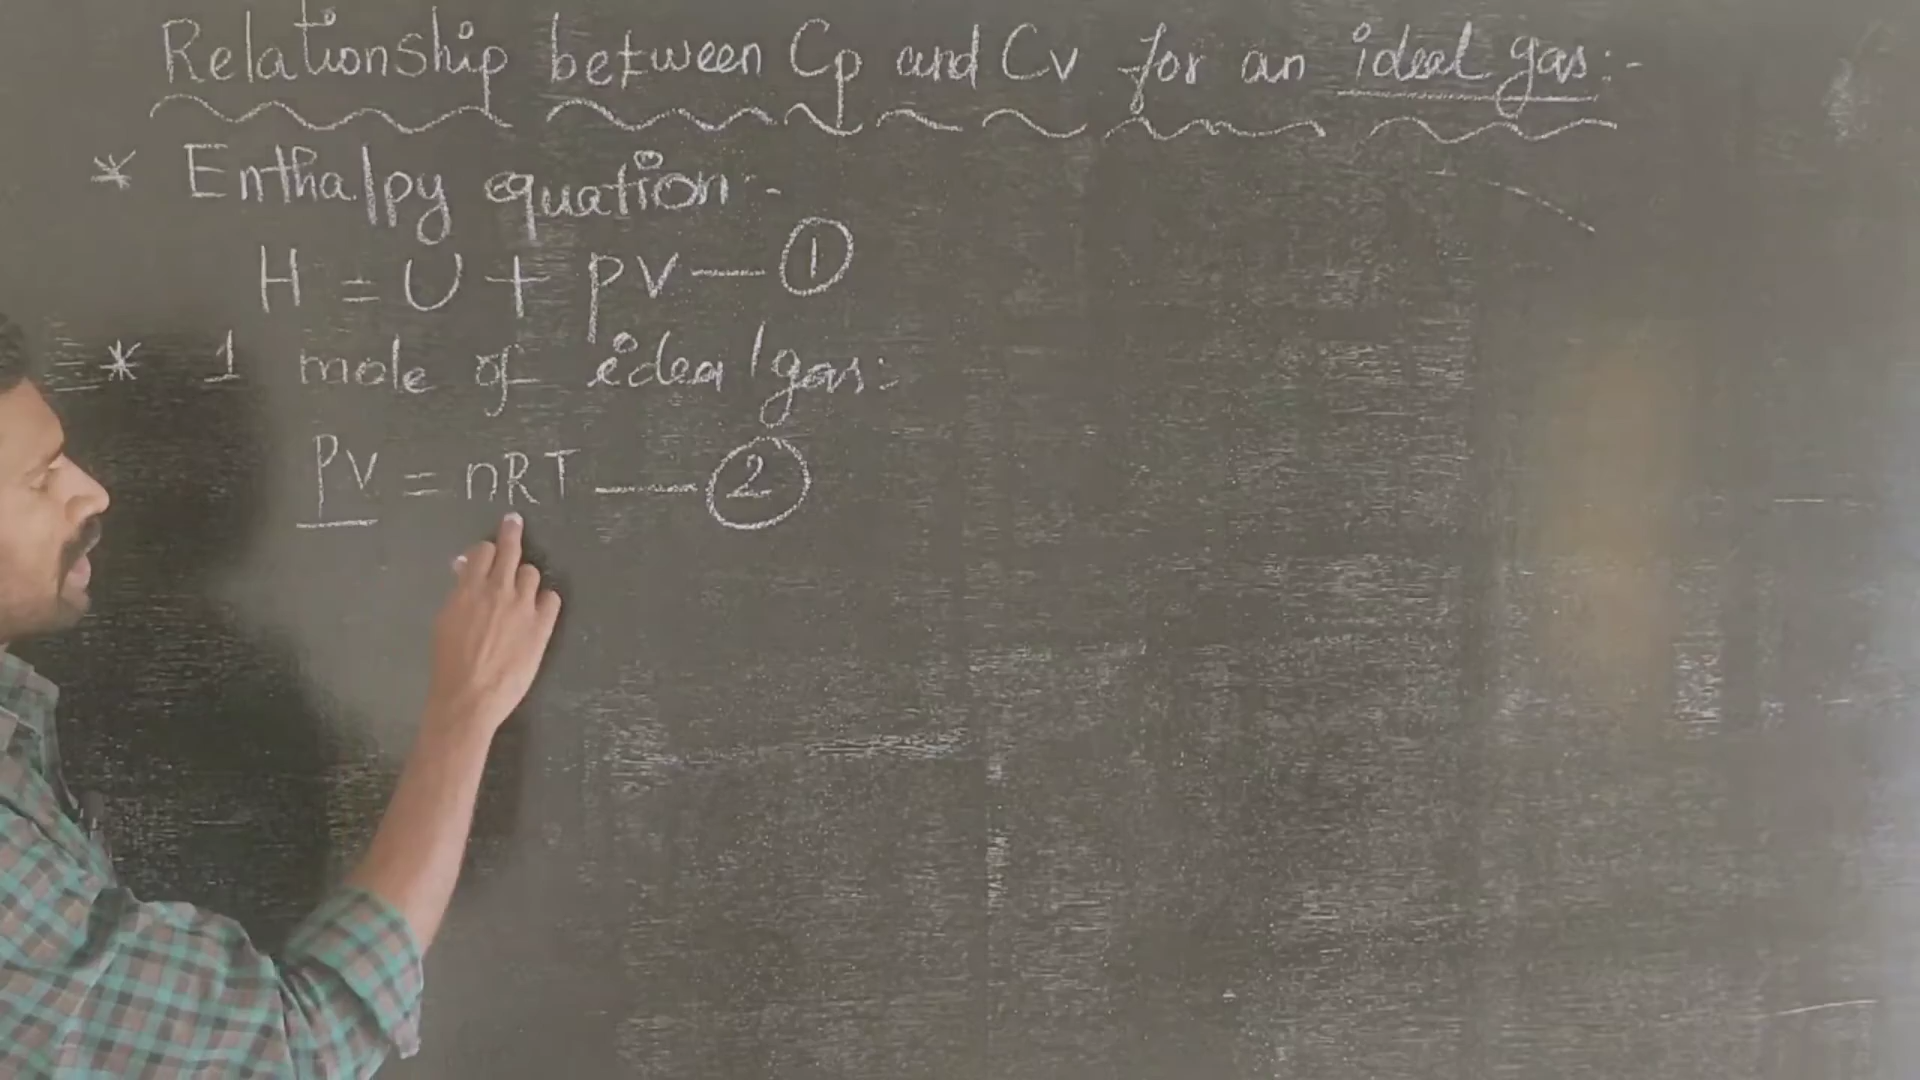 Relationship between Cp and Cv for an ideal gas:-
* Enthalpy equation:-
H = U + PV — ①
* 1 mole of ideal gas:
PV = nRT — ②